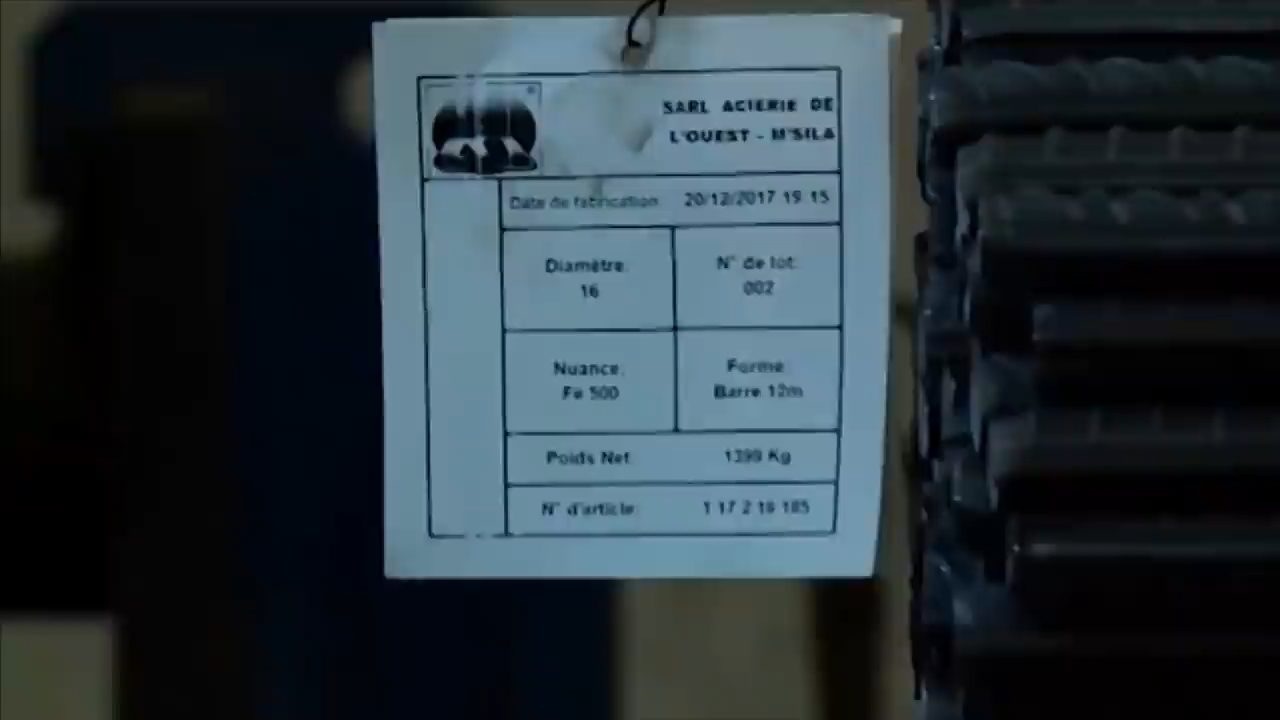 SARL ACIERIE DE
L'OUEST - M'SILA
Date de fabrication 20/12/2017 19 15
Diamètre:
16
N° de lot:
002
Nuance:
Fe 500
Forme:
Barre 12m
Poids Net 1399 Kg
N° d'article: 1 17 2 19 185